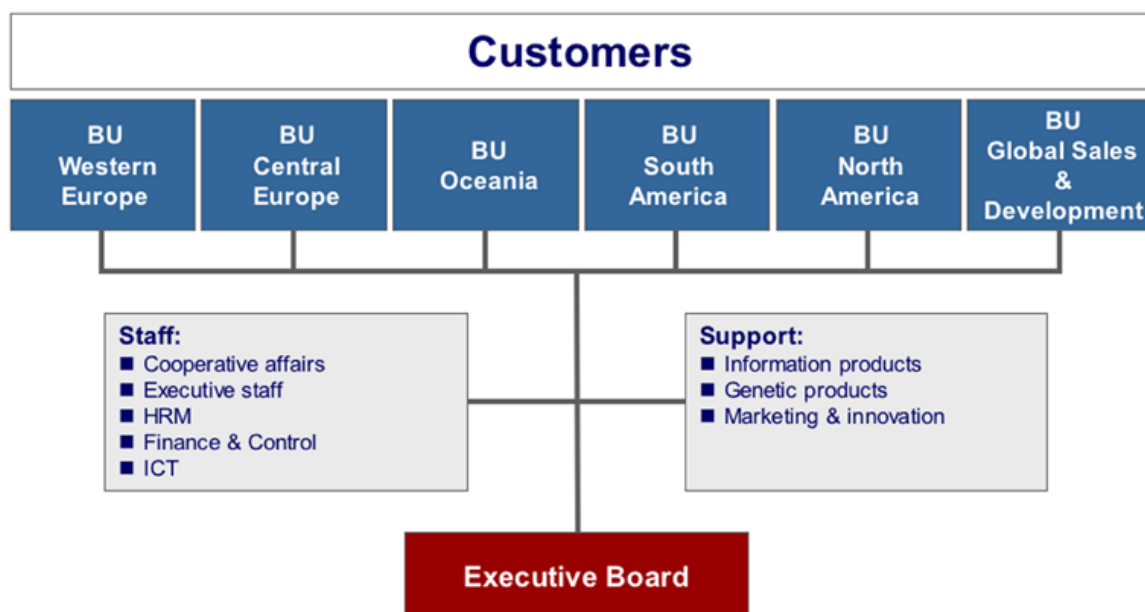 Customers
BU
Western
Europe
BU
Central
Europe
BU
Oceania
BU
South
America
BU
North
America
BU
Global Sales
&
Development
Staff:
Cooperative affairs
Executive staff
HRM
Finance & Control
ICT
Support:
Information products
Genetic products
Marketing & innovation
Executive Board